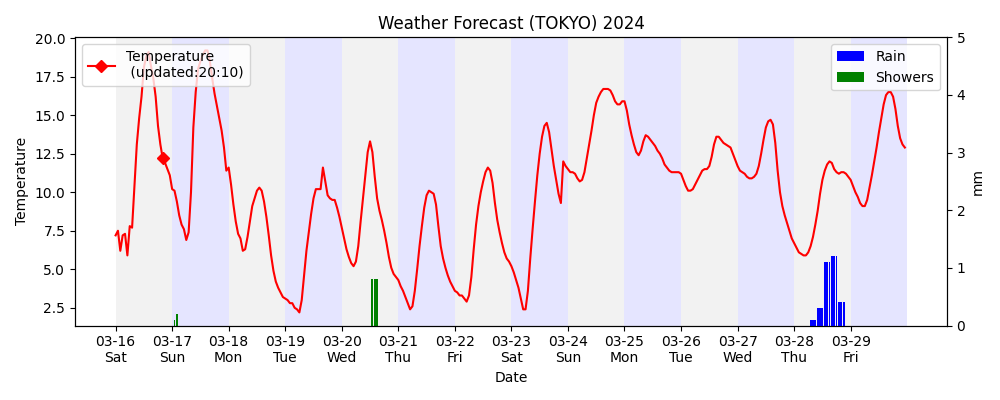 Weather Forecast (TOKYO) 2024
Temperature
(updated:20:10)
Rain
Showers
20.0
17.5
15.0
12.5
10.0
7.5
5.0
2.5
Temperature
5
4
3
2
1
0
mm
03-16 03-17 03-18 03-19 03-20 03-21 03-22 03-23 03-24 03-25 03-26 03-27 03-28 03-29
Sat Sun Mon Tue Wed Thu Fri Sat Sun Mon Tue Wed Thu Fri
Date